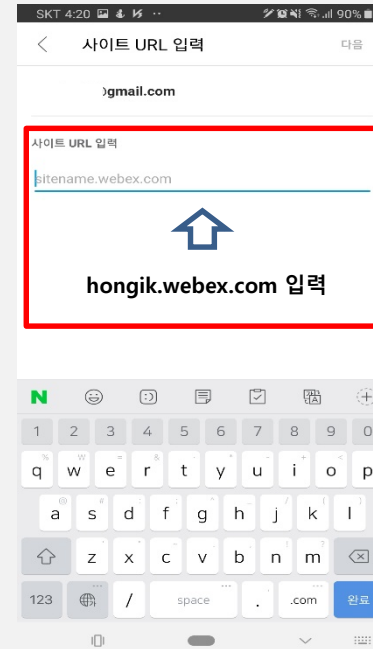 SKT 4:20 90%
사이트 URL 입력 다음
)gmail.com
사이트 URL 입력
sitename.webex.com
hongik.webex.com 입력
N
1 2 3 4 5 6 7 8 9 0
q w e r t y u i o p
a s d f g h j k l
z x c v b n m
123 / space . .com 완료